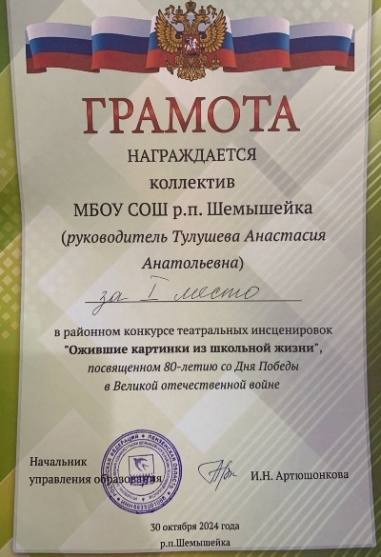 ГРАМОТА
НАГРАЖДАЕТСЯ
коллектив
МБОУ СОШ р.п. Шемышейка
(руководитель Тулушева Анастасия
Анатольевна)
за I место
в районном конкурсе театральных инсценировок
"Ожившие картинки из школьной жизни",
посвященном 80-летию со Дня Победы
в Великой отечественной войне
Начальник
управления образования
И.Н. Артюшонкова
30 октября 2024 года
р.п.Шемышейка